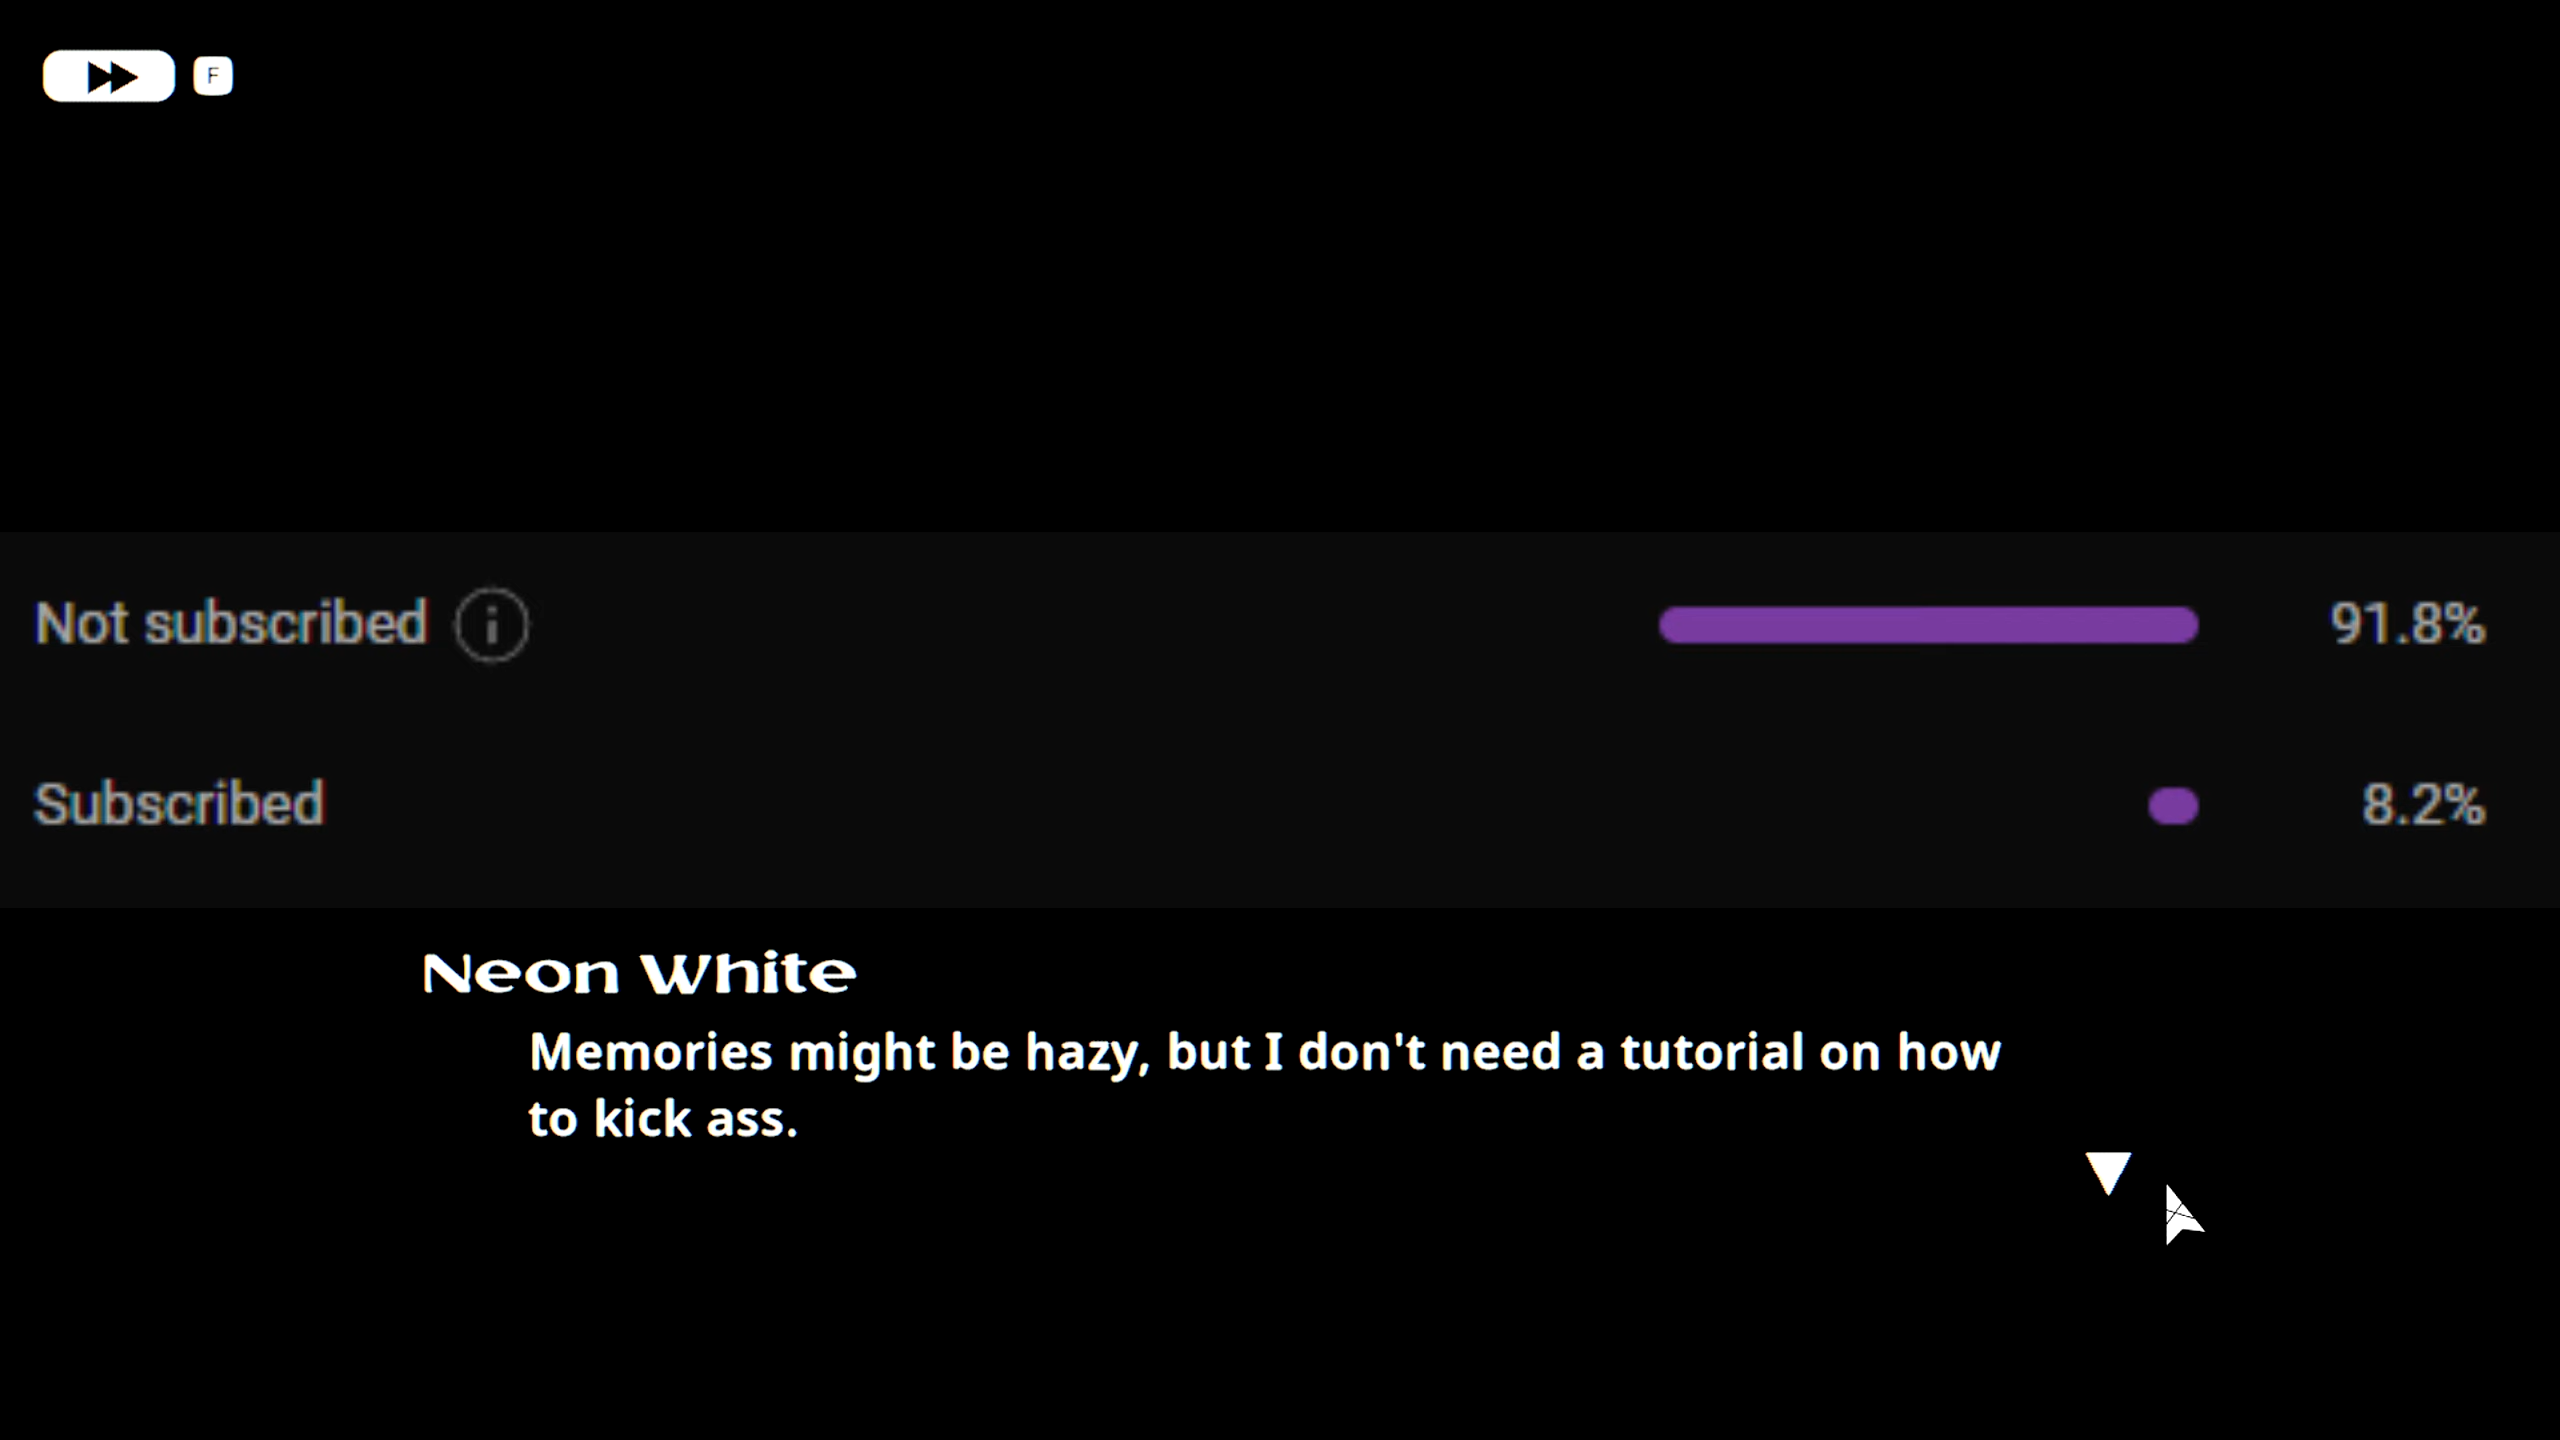 F
Not subscribed 91.8%
Subscribed 8.2%
Neon White
Memories might be hazy, but I don't need a tutorial on how
to kick ass.